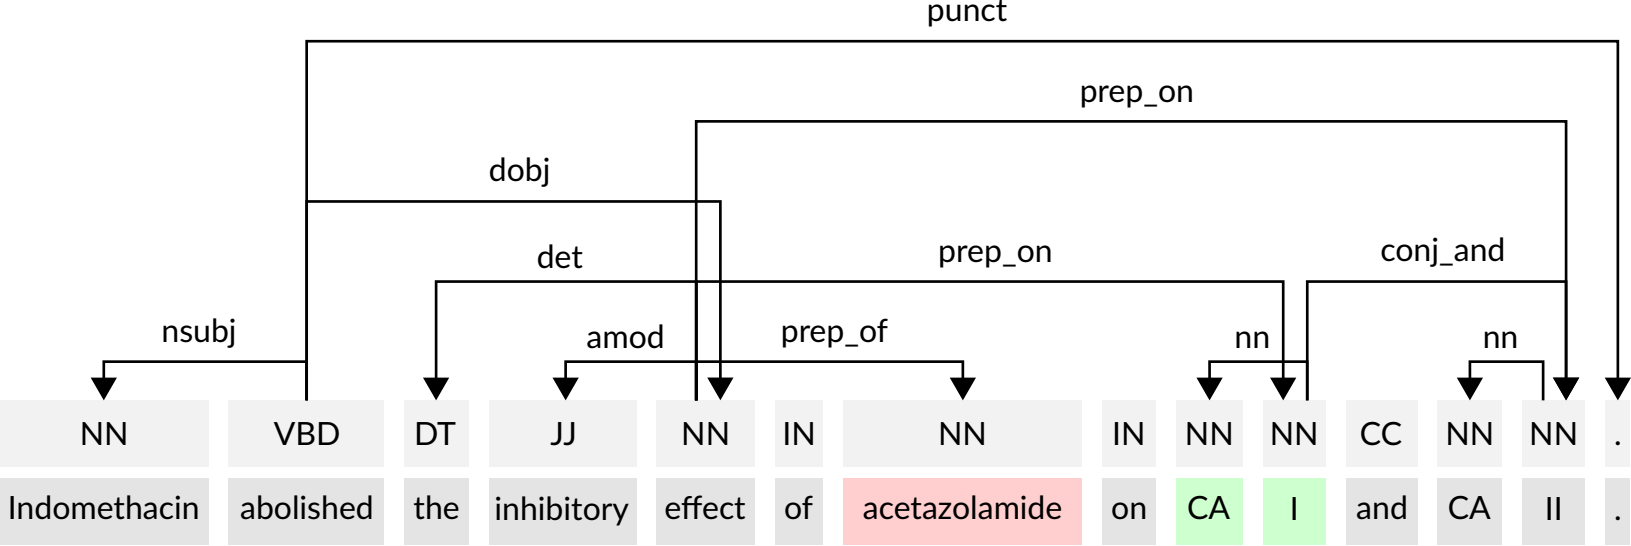 punct
prep_on
dobj
det prep_on conj_and
nsubj amod prep_of nn nn
NN VBD DT JJ NN IN NN IN NN NN CC NN NN .
Indomethacin abolished the inhibitory effect of acetazolamide on CA I and CA II .